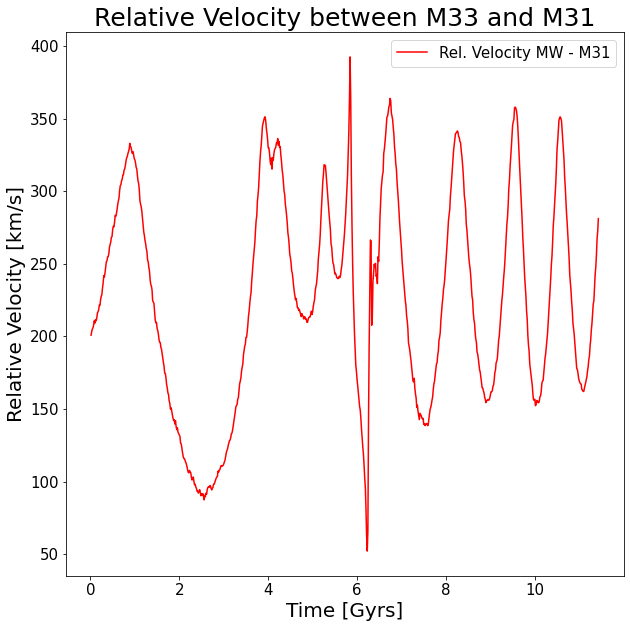 Relative Velocity between M33 and M31
Rel. Velocity MW - M31
Relative Velocity [km/s]
400
350
300
250
200
150
100
50
0 2 4 6 8 10
Time [Gyrs]